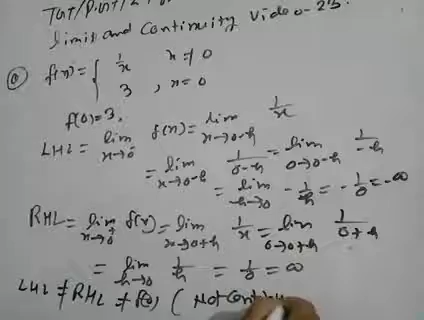 TGT/P.GT/L
limit and Continuity Video-23
f(x)= { 1/x x≠0
3, x=0
f(0)=3.
LHL = lim x→0⁻ f(x)= lim x→0-h 1/x
= lim x→0-h 1/0-h = lim 0→0-h 1/-h
= lim h→0 - 1/h = -1/0 = -∞
RHL = lim x→0⁺ f(x) = lim x→0+h 1/x = lim 0→0+h 1/0+h
= lim h→0 1/h = 1/0 = ∞
LHL ≠ RHL ≠ f(0) ( Not